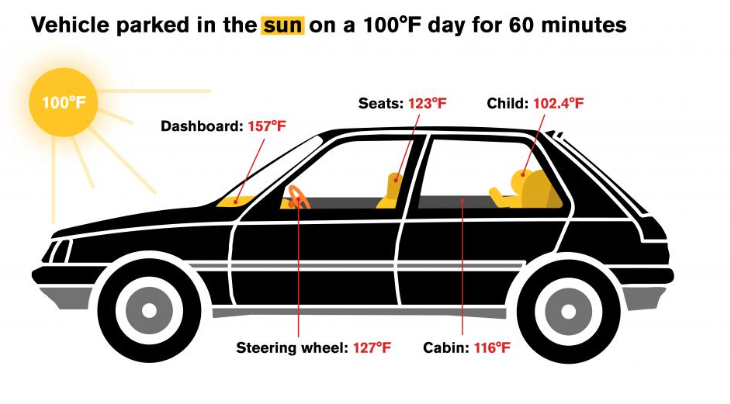 Vehicle parked in the sun on a 100°F day for 60 minutes
100°F
Seats: 123°F
Child: 102.4°F
Dashboard: 157°F
Steering wheel: 127°F
Cabin: 116°F